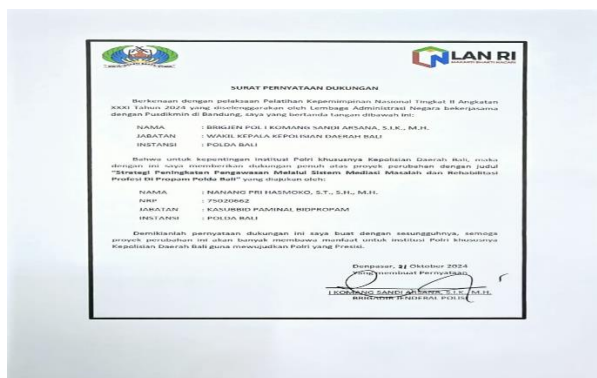 LAN RI
MAKARTI BHAKTI NAGARI
SURAT PERNYATAAN DUKUNGAN
Berkenaan dengan pelaksaan Pelatihan Kepemimpinan Nasional Tingkat II Angkatan
XXXI Tahun 2024 yang diselenggarakan oleh Lembaga Administrasi Negara bekerjasama
dengan Pusdikmin di Bandung, saya yang bertanda tangan dibawah ini:
NAMA : BRIGJEN POL I KOMANG SANDI ARSANA, S.I.K., M.H.
JABATAN : WAKIL KEPALA KEPOLISIAN DAERAH BALI
INSTANSI : POLDA BALI
Bahwa untuk kepentingan Institusi Polri khususnya Kepolisian Daerah Bali, maka
dengan ini saya memberikan dukungan penuh atas proyek perubahan dengan judul
"Strategi Peningkatan Pengawasan Melalui Sistem Mediasi Masalah dan Rehabilitasi
Profesi Di Propam Polda Bali" yang diajukan oleh:
NAMA : NANANG PRI HASMOKO, S.T., S.H., M.H.
NRP : 75020662
JABATAN : KASUBBID PAMINAL BIDPROPAM
INSTANSI : POLDA BALI
Demikianlah pernyataan dukungan ini saya buat dengan sesungguhnya, semoga
proyek perubahan ini akan banyak membawa manfaat untuk institusi Polri khususnya
Kepolisian Daerah Bali guna mewujudkan Polri yang Presisi.
Denpasar, Oktober 2024
Yang membuat Pernyataan
I KOMANG SANDI ARSANA, S.I.K., M.H.
BRIGADIR JENDERAL POLISI